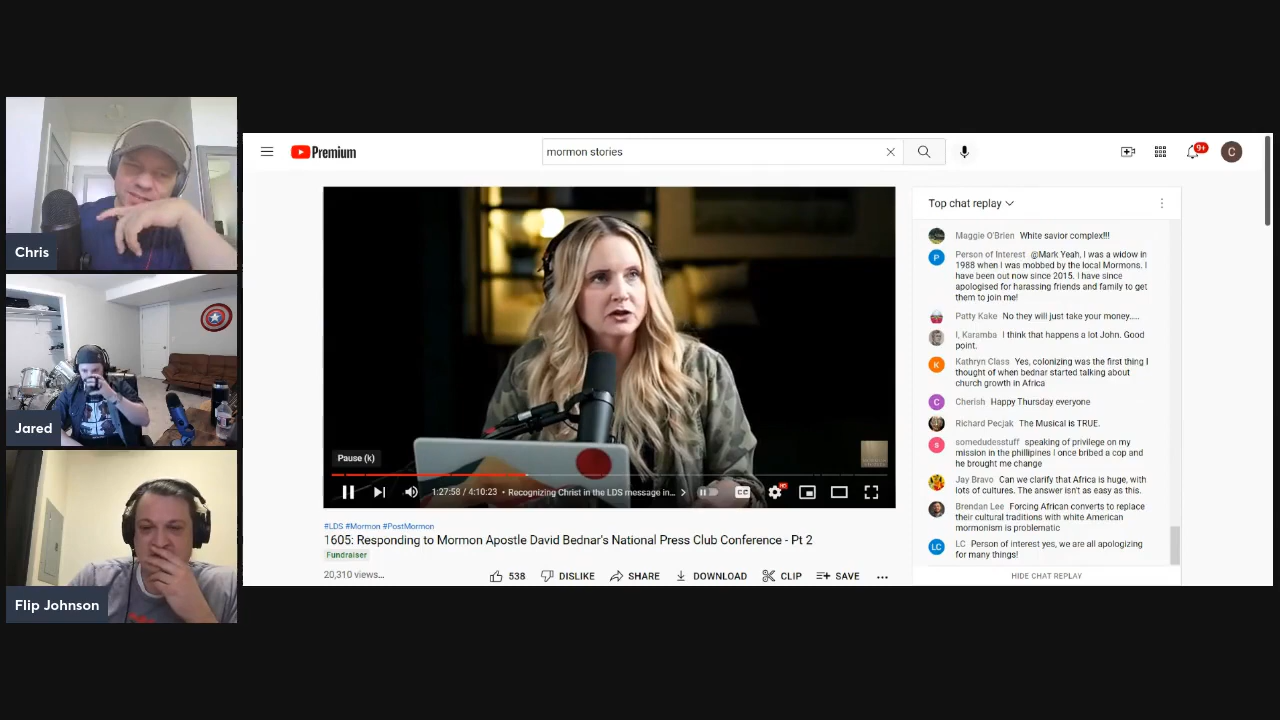 Chris
Jared
Flip Johnson
Premium
mormon stories
9+
C
Pause (k)
1:27:58 / 4:10:23 • Recognizing Christ in the LDS message in...
CC
HD
#LDS #Mormon #PostMormon
1605: Responding to Mormon Apostle David Bednar's National Press Club Conference - Pt 2
Fundraiser
20,310 views...
538 DISLIKE SHARE DOWNLOAD CLIP SAVE
Top chat replay
Maggie O'Brien White savior complex!!!
P
Person of Interest @Mark Yeah, I was a widow in
1988 when I was mobbed by the local Mormons. I
have been out now since 2015. I have since
apologised for harassing friends and family to get
them to join me!
Patty Kake No they will just take your money.....
I, Karamba I think that happens a lot John. Good
point.
K
Kathryn Class Yes, colonizing was the first thing I
thought of when bednar started talking about
church growth in Africa
C
Cherish Happy Thursday everyone
Richard Pecjak The Musical is TRUE.
s
somedudesstuff speaking of privilege on my
mission in the phillipines I once bribed a cop and
he brought me change
Jay Bravo Can we clarify that Africa is huge, with
lots of cultures. The answer isn't as easy as this.
Brendan Lee Forcing African converts to replace
their cultural traditions with white American
mormonism is problematic
LC
LC Person of interest yes, we are all apologizing
for many things!
HIDE CHAT REPLAY